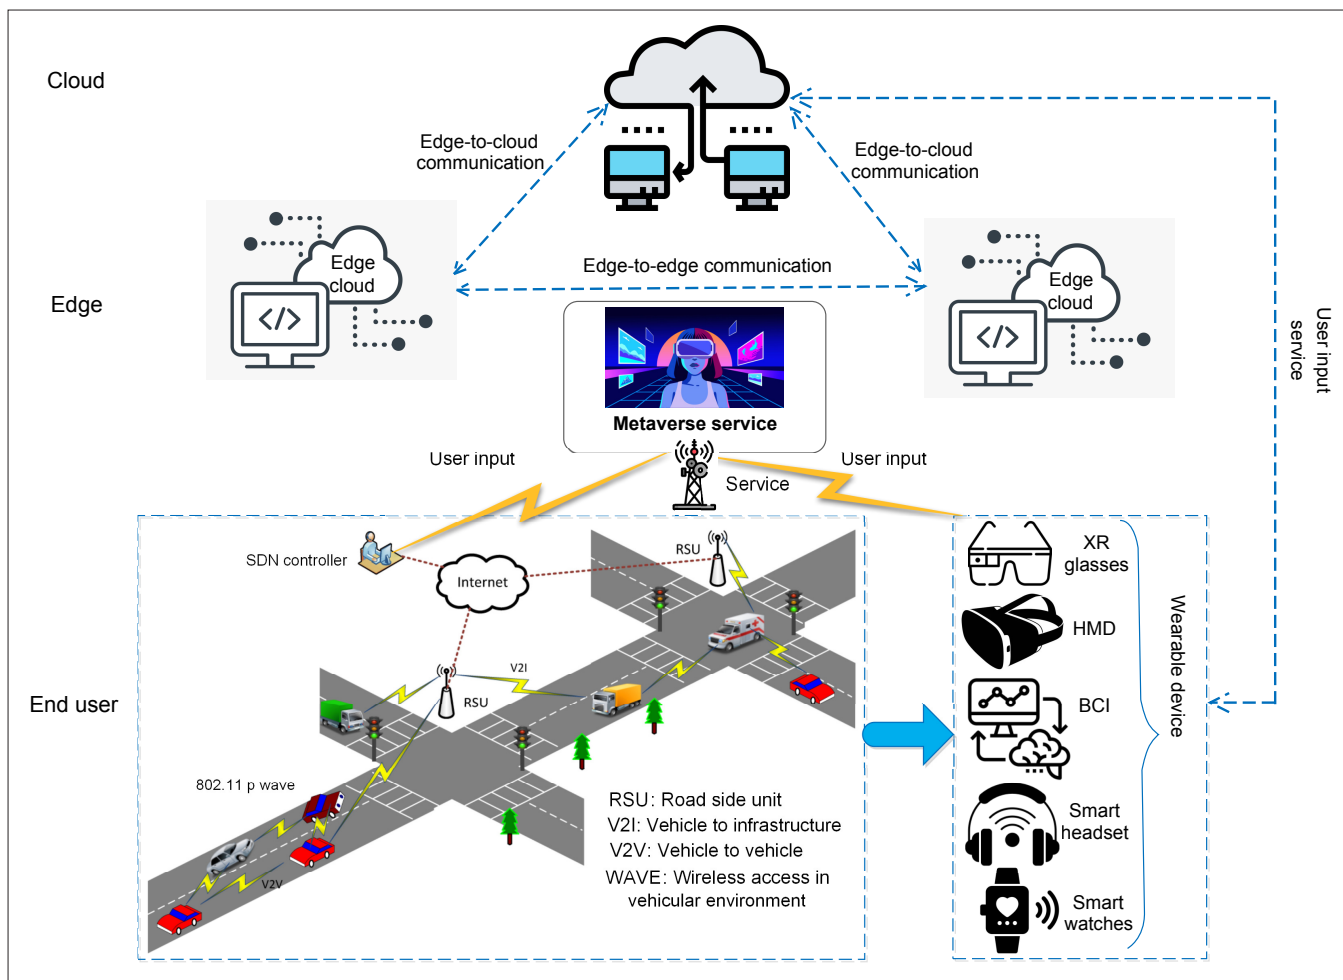 Cloud
Edge-to-cloud
communication
Edge-to-cloud
communication
Edge
cloud
Edge-to-edge communication
Edge
cloud
</>
</>
Edge
User input
service
Metaverse service
User input
User input
Service
SDN controller
Internet
RSU
XR
glasses
HMD
V2I
RSU
End user
BCI
Wearable device
802.11 p wave
V2V
RSU: Road side unit
V2I: Vehicle to infrastructure
V2V: Vehicle to vehicle
WAVE: Wireless access in
vehicular environment
Smart
headset
Smart
watches